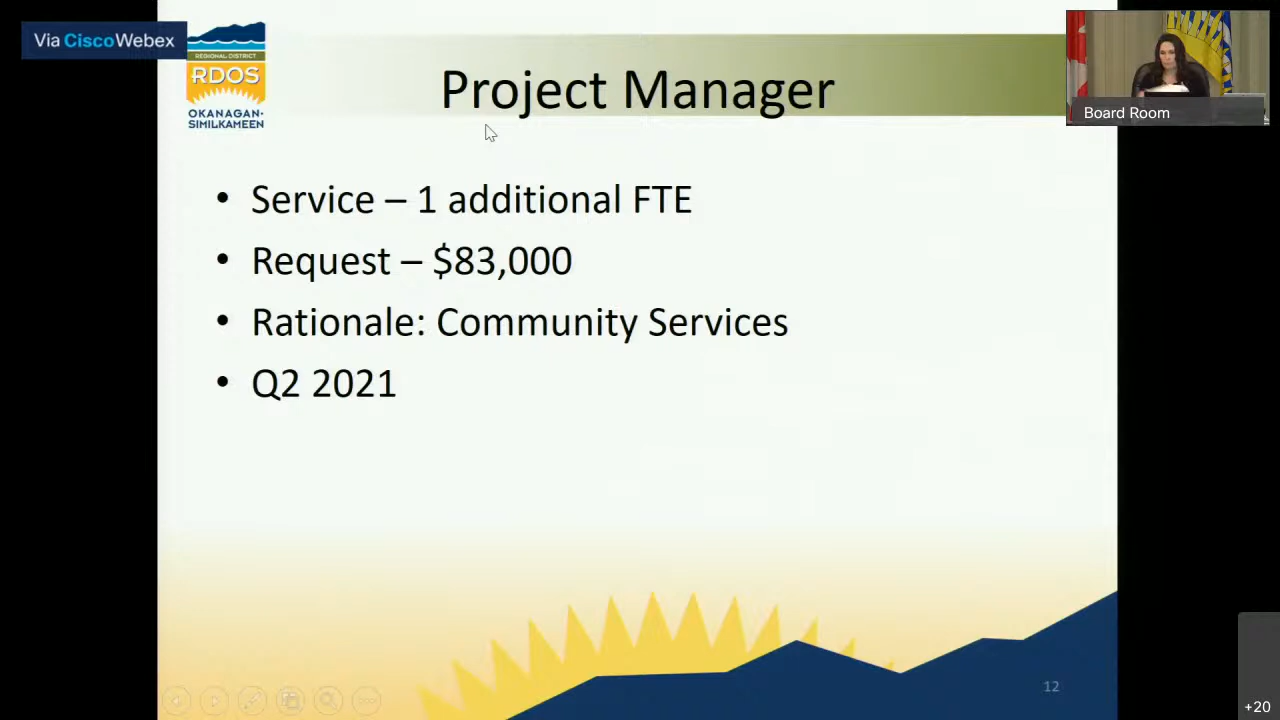 Via CiscoWebex
REGIONAL DISTRICT
RDOS
OKANAGAN-
SIMILKAMEEN
Project Manager
Board Room
• Service – 1 additional FTE
• Request – $83,000
• Rationale: Community Services
• Q2 2021
12
+20